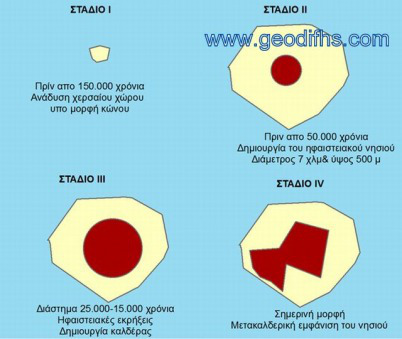 ΣΤΑΔΙΟ Ι
Πρίν απο 150.000 χρόνια
Ανάδυση χερσαίου χώρου
υπο μορφή κώνου
ΣΤΑΔΙΟ ΙΙ
www.geodifhs.com
Πριν απο 50.000 χρόνια
Δημιουργία του ηφαιστειακού νησιού
Διάμετρος 7 χλμ& ύψος 500 μ
ΣΤΑΔΙΟ ΙΙΙ
Διάστημα 25.000-15.000 χρόνια
Ηφαιστειακές εκρήξεις
Δημιουργία καλδέρας
ΣΤΑΔΙΟ IV
Σημερινή μορφή
Μετακαλδερική εμφάνιση του νησιού